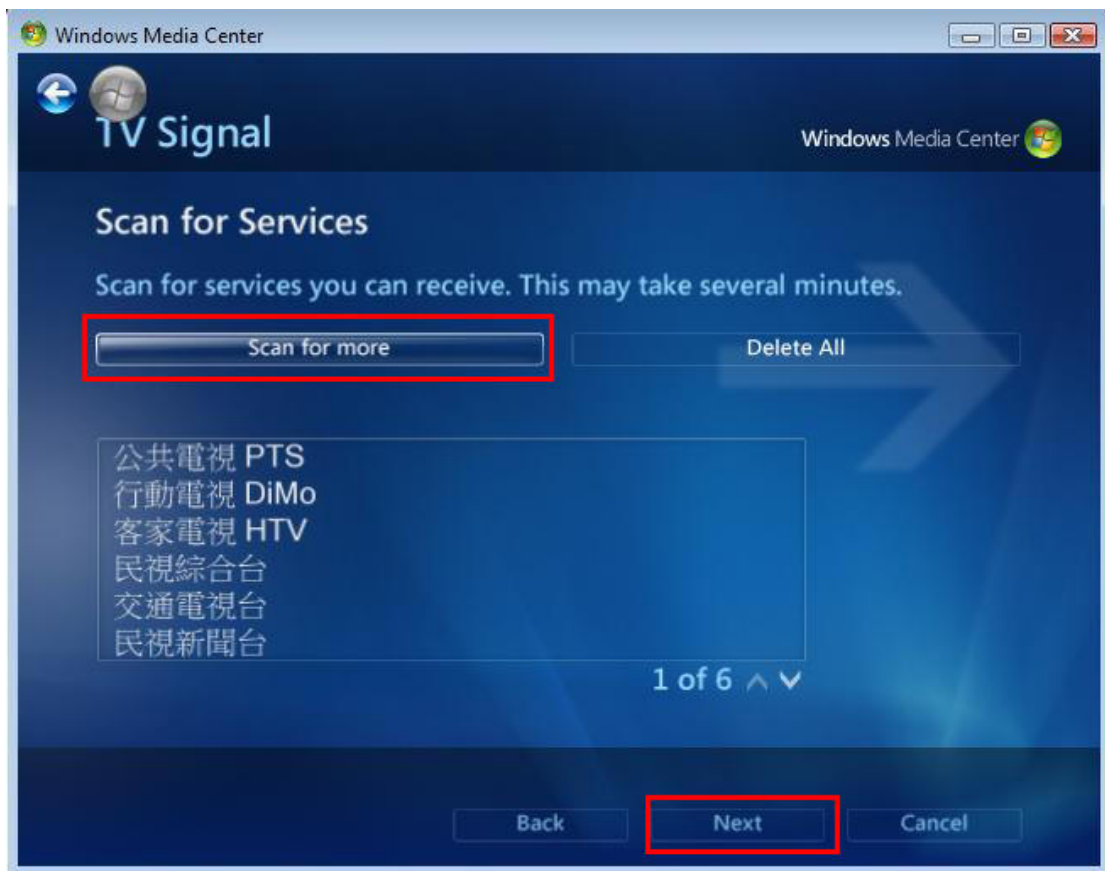 Windows Media Center
TV Signal
Windows Media Center
Scan for Services
Scan for services you can receive. This may take several minutes.
Scan for more
Delete All
公共電視 PTS
行動電視 DiMo
客家電視 HTV
民視綜合台
交通電視台
民視新聞台
1 of 6
Back
Next
Cancel